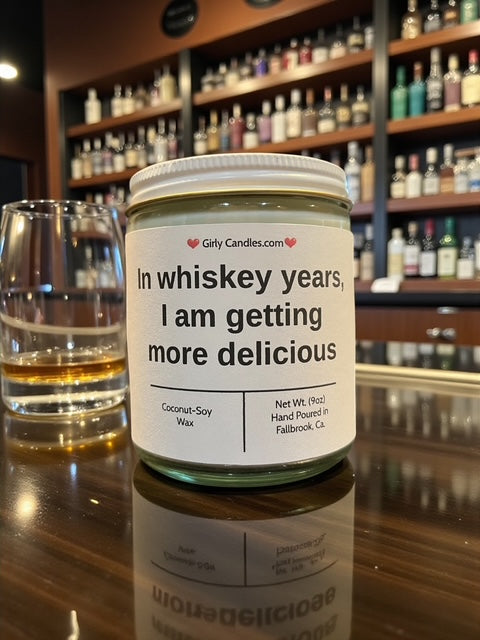 Girly Candles.com
In whiskey years,
I am getting
more delicious
Coconut-Soy
Wax
Net Wt. (9oz)
Hand Poured in
Fallbrook, Ca.